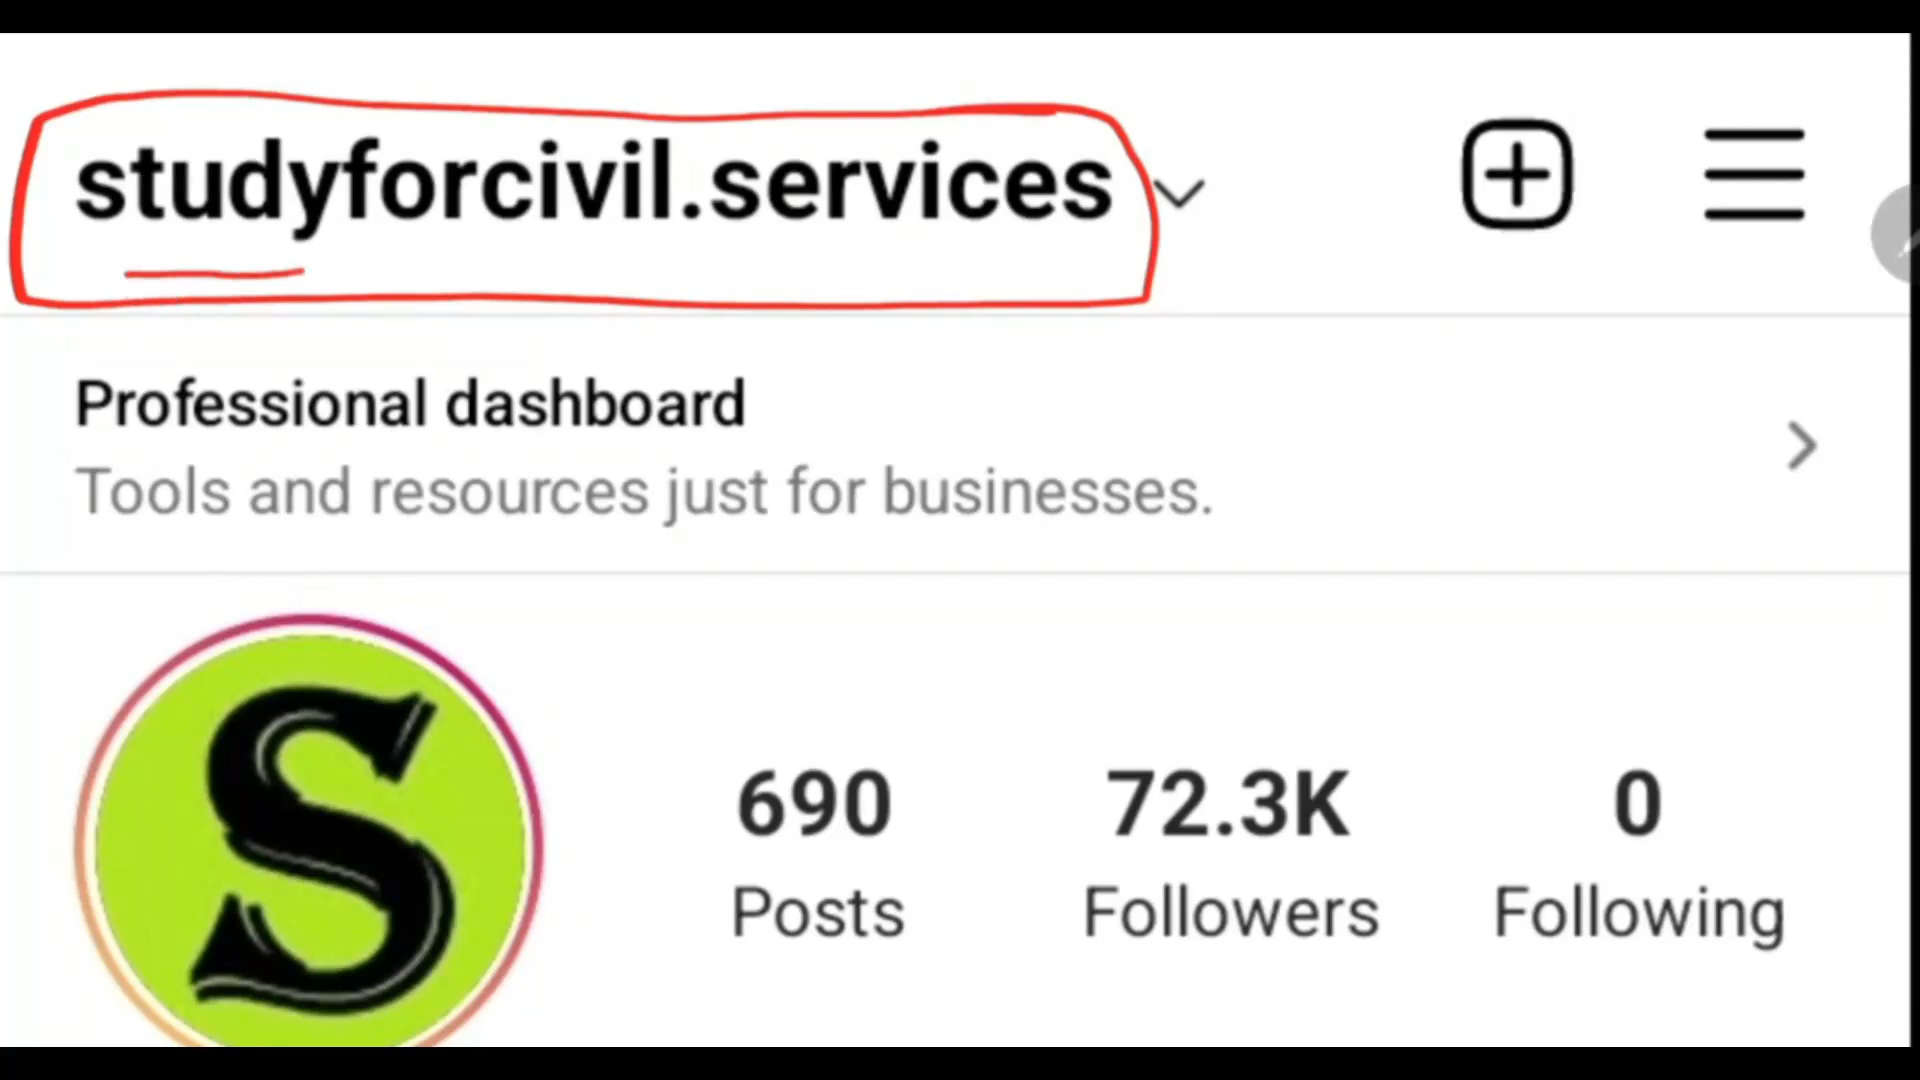 studyforcivil.services
Professional dashboard
Tools and resources just for businesses.
S
690 72.3K 0
Posts Followers Following